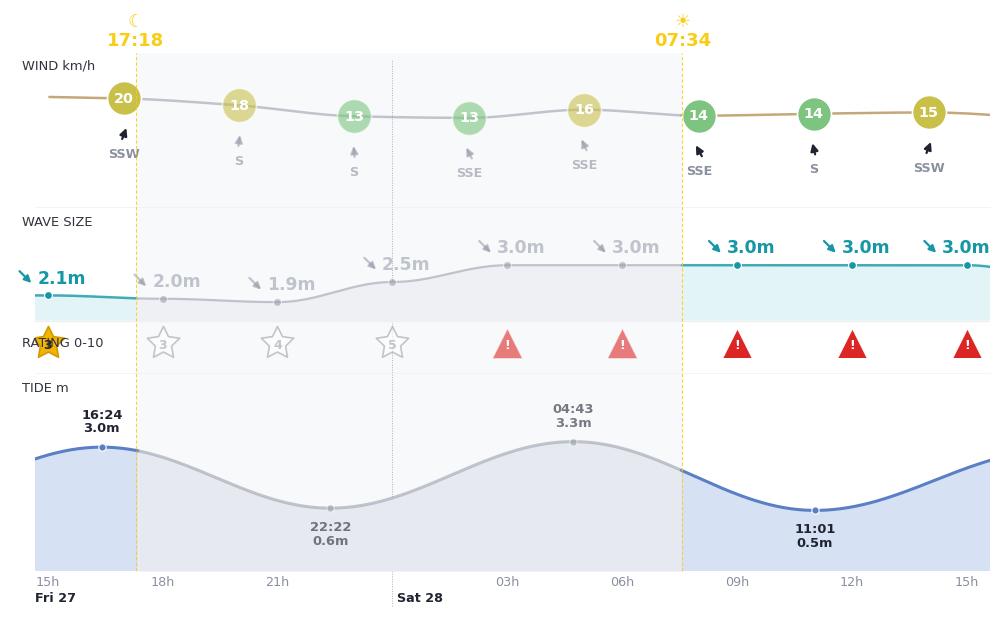 17:18 07:34
WIND km/h
20 18 13 13 16 14 14 15
SSW S S SSE SSE SSE S SSW
WAVE SIZE
2.1m 2.0m 1.9m 2.5m 3.0m 3.0m 3.0m 3.0m 3.0m
RATING 0-10
3 3 4 5 ! ! ! ! !
TIDE m
16:24 04:43
3.0m 3.3m
22:22 11:01
0.6m 0.5m
15h 18h 21h 03h 06h 09h 12h 15h
Fri 27 Sat 28